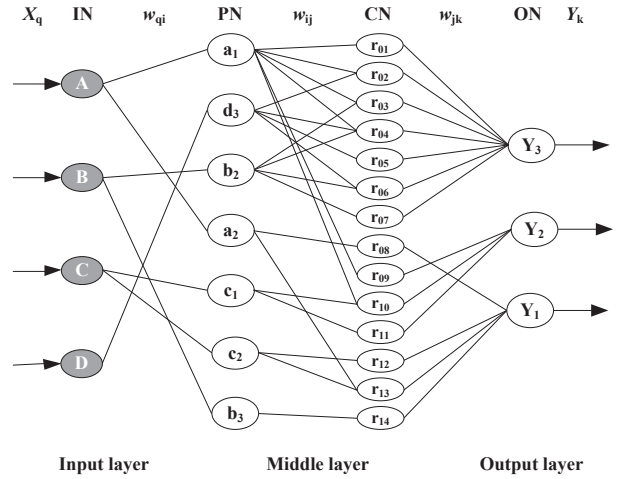 Xq IN wqi PN wij CN wjk ON Yk
A
B
C
D
a1
d3
b2
a2
c1
c2
b3
r01
r02
r03
r04
r05
r06
r07
r08
r09
r10
r11
r12
r13
r14
Y3
Y2
Y1
Input layer Middle layer Output layer